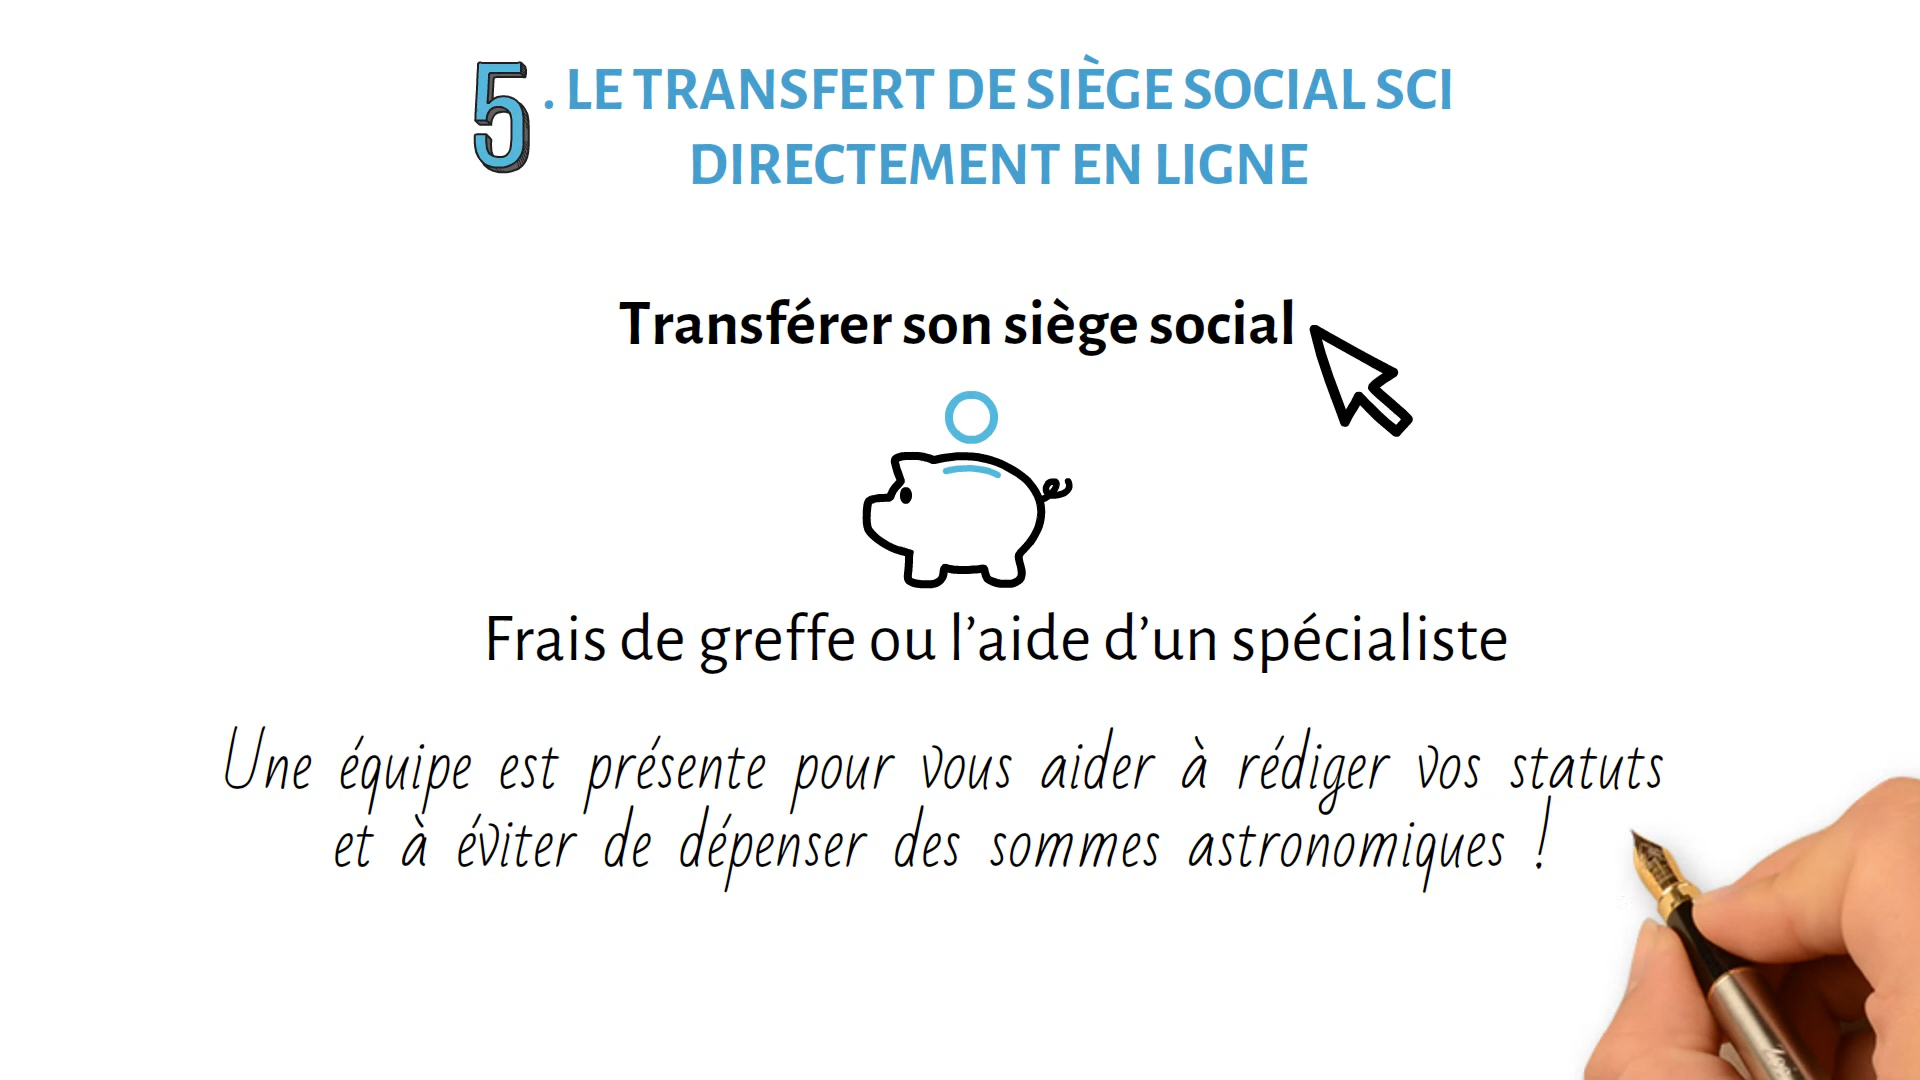 5. LE TRANSFERT DE SIÈGE SOCIAL SCI
DIRECTEMENT EN LIGNE
Transférer son siège social
Frais de greffe ou l’aide d’un spécialiste
Une équipe est présente pour vous aider à rédiger vos statuts
et à éviter de dépenser des sommes astronomiques !